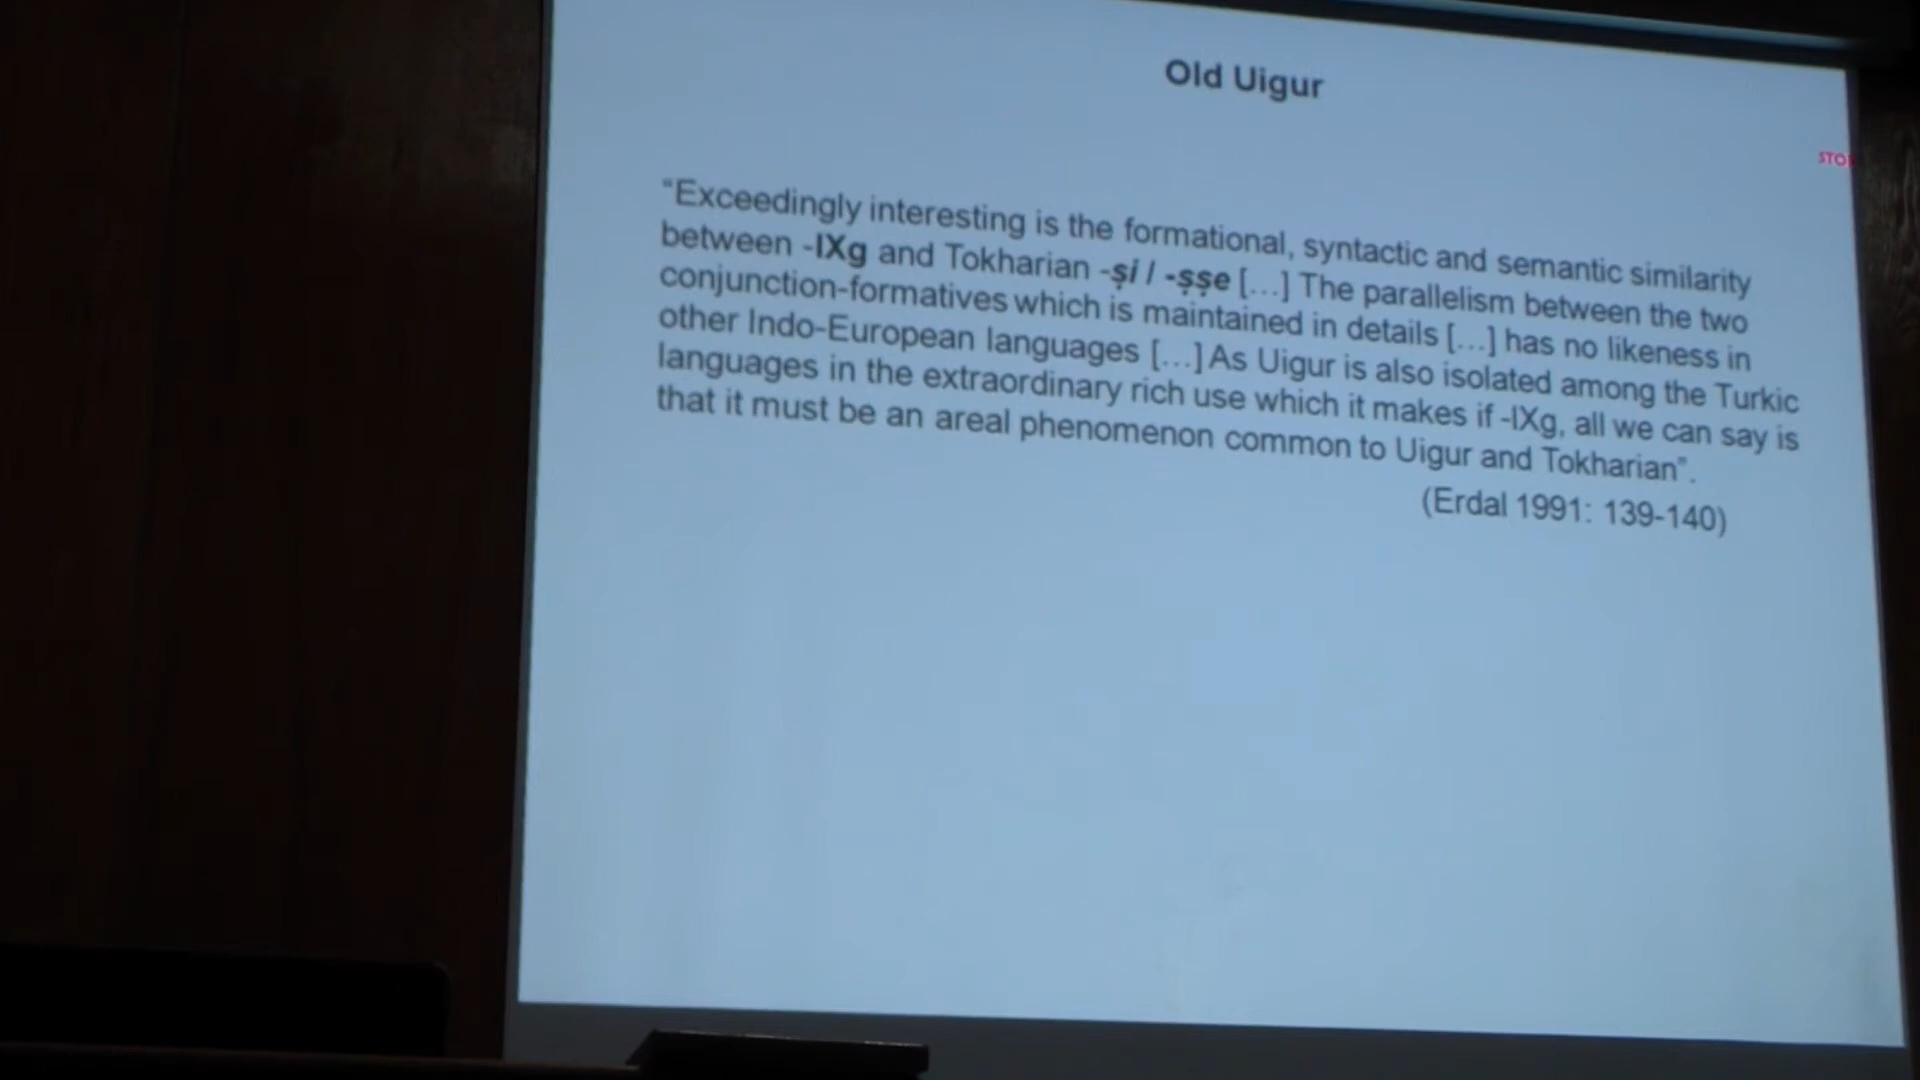 Old Uigur
STO
“Exceedingly interesting is the formational, syntactic and semantic similarity
between -IXg and Tokharian -ṣi / -ṣṣe [...] The parallelism between the two
conjunction-formatives which is maintained in details [...] has no likeness in
other Indo-European languages [...] As Uigur is also isolated among the Turkic
languages in the extraordinary rich use which it makes if -IXg, all we can say is
that it must be an areal phenomenon common to Uigur and Tokharian”.
(Erdal 1991: 139-140)